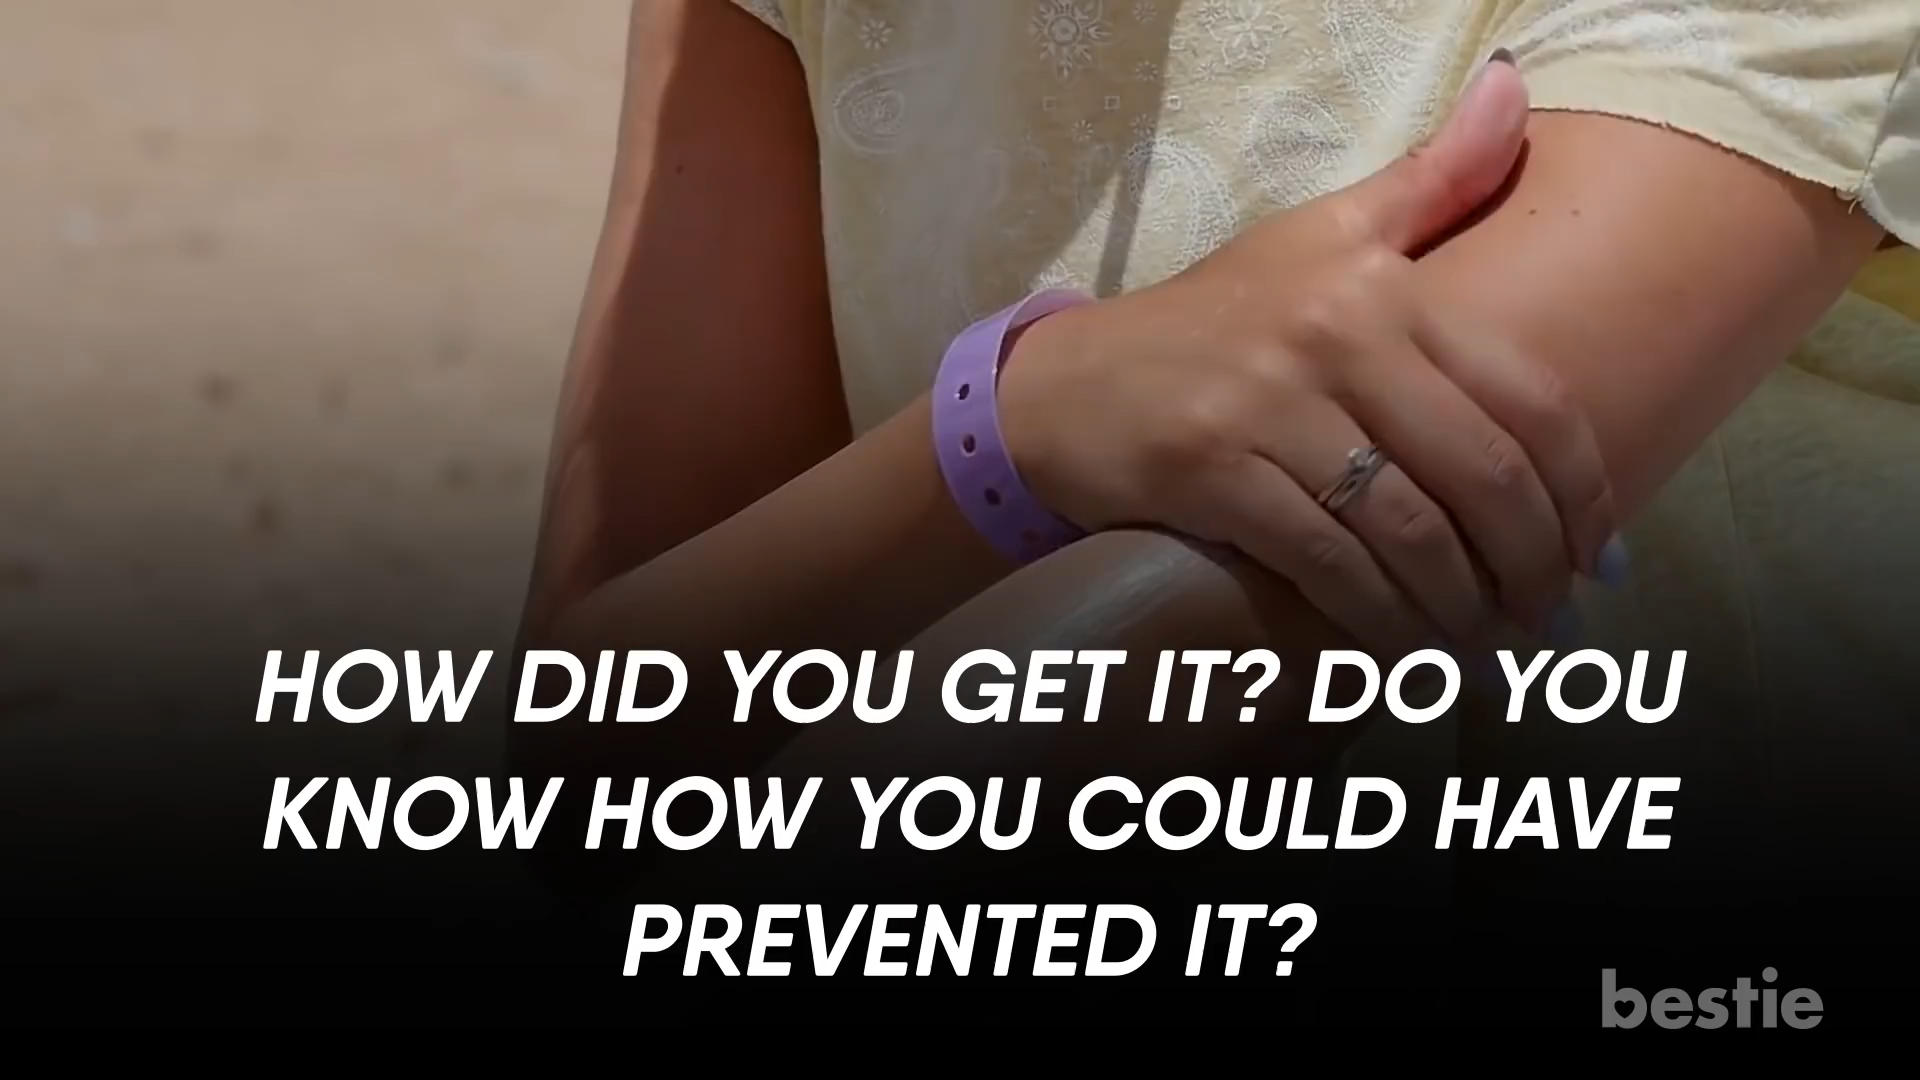 HOW DID YOU GET IT? DO YOU
KNOW HOW YOU COULD HAVE
PREVENTED IT?
bestie